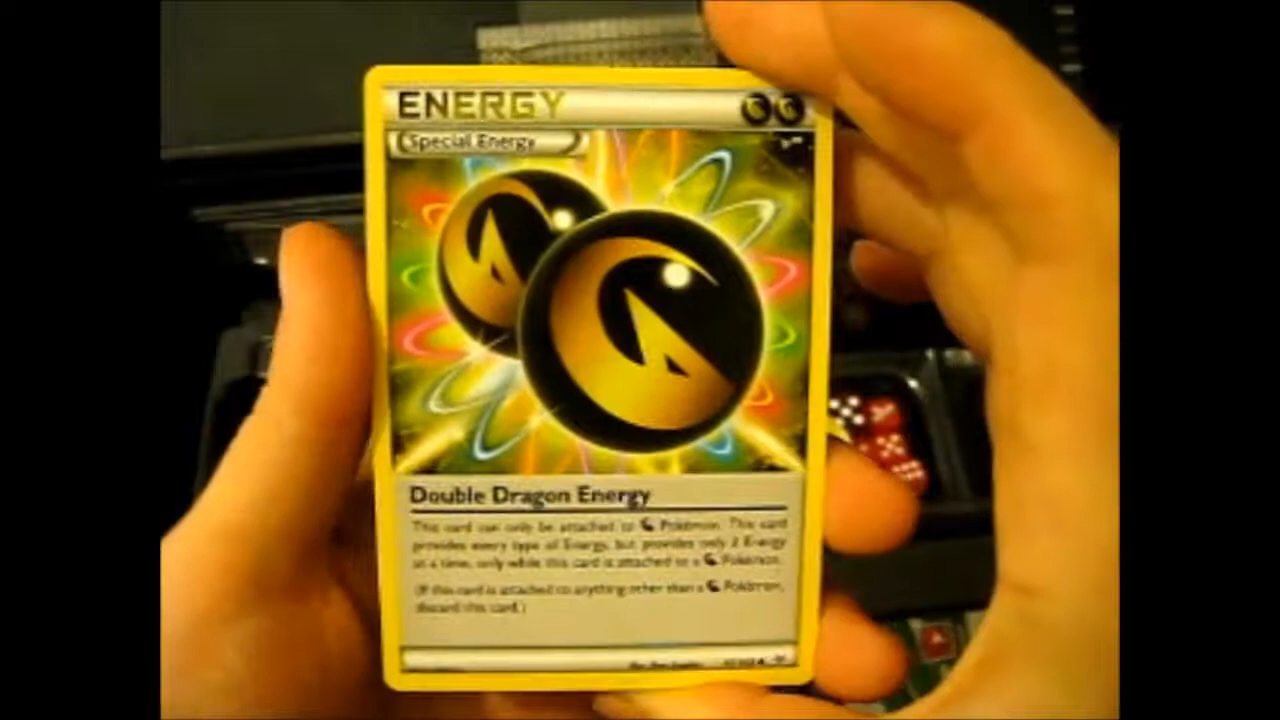 ENERGY
Special Energy
Double Dragon Energy
This card can only be attached to Pokémon. This card
provides every type of Energy, but provides only 2 Energy
at a time, only while this card is attached to a Pokémon.
(If this card is attached to anything other than a Pokémon,
discard this card.)